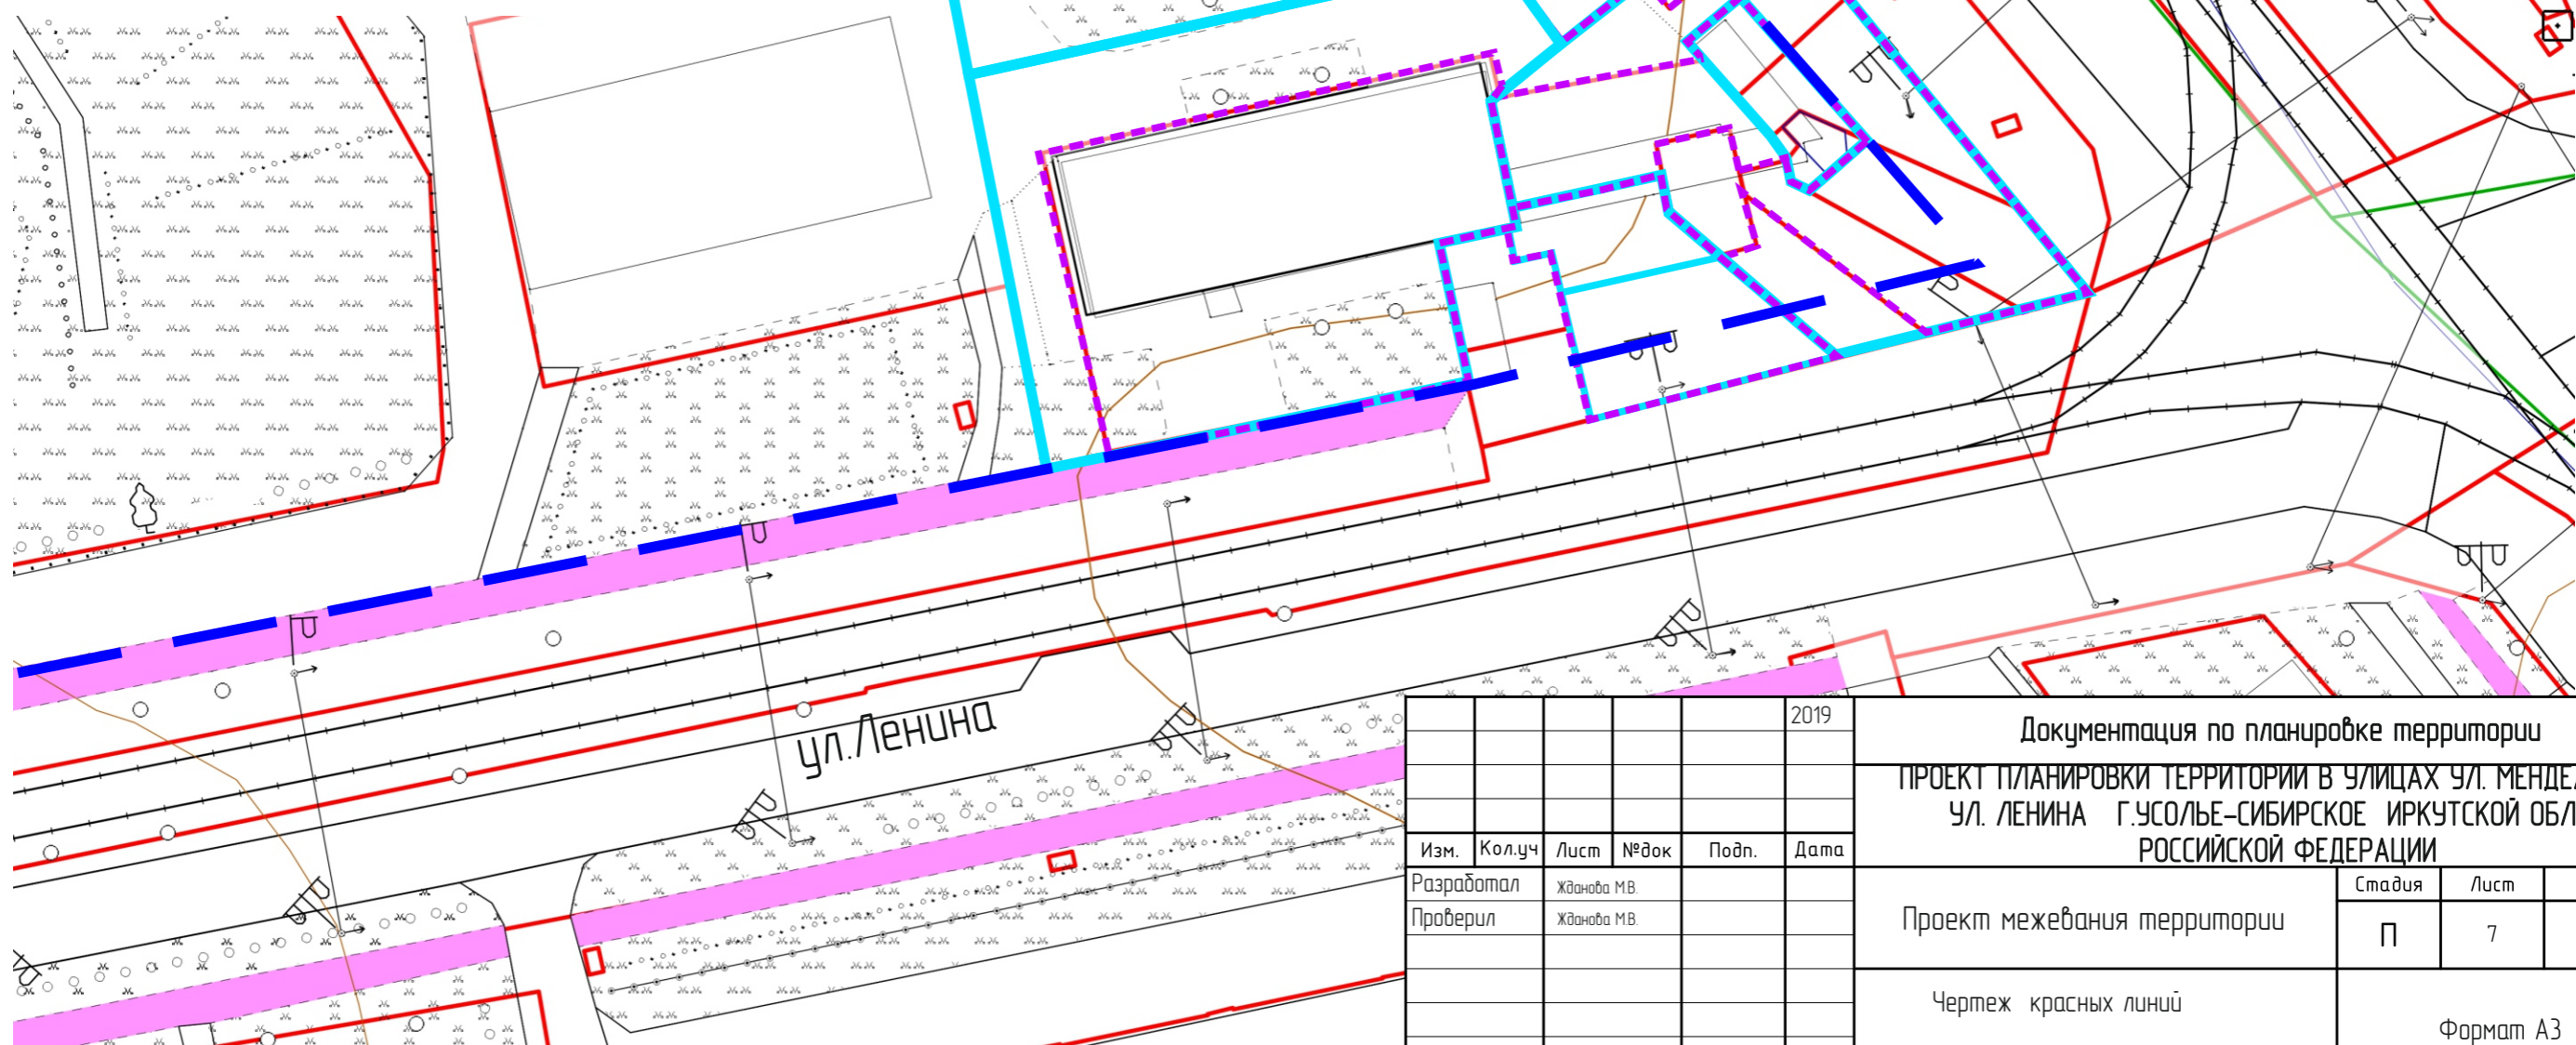 ул.Ленина
2019
Документация по планировке территории
ПРОЕКТ ПЛАНИРОВКИ ТЕРРИТОРИИ В УЛИЦАХ УЛ. МЕНДЕ
УЛ. ЛЕНИНА Г.УСОЛЬЕ-СИБИРСКОЕ ИРКУТСКОЙ ОБЛ
РОССИЙСКОЙ ФЕДЕРАЦИИ
Изм. Кол.уч Лист №док Подп. Дата
Разработал Жданова М.В.
Проверил Жданова М.В.
Проект межевания территории
Стадия Лист
П 7
Чертеж красных линий
Формат А3